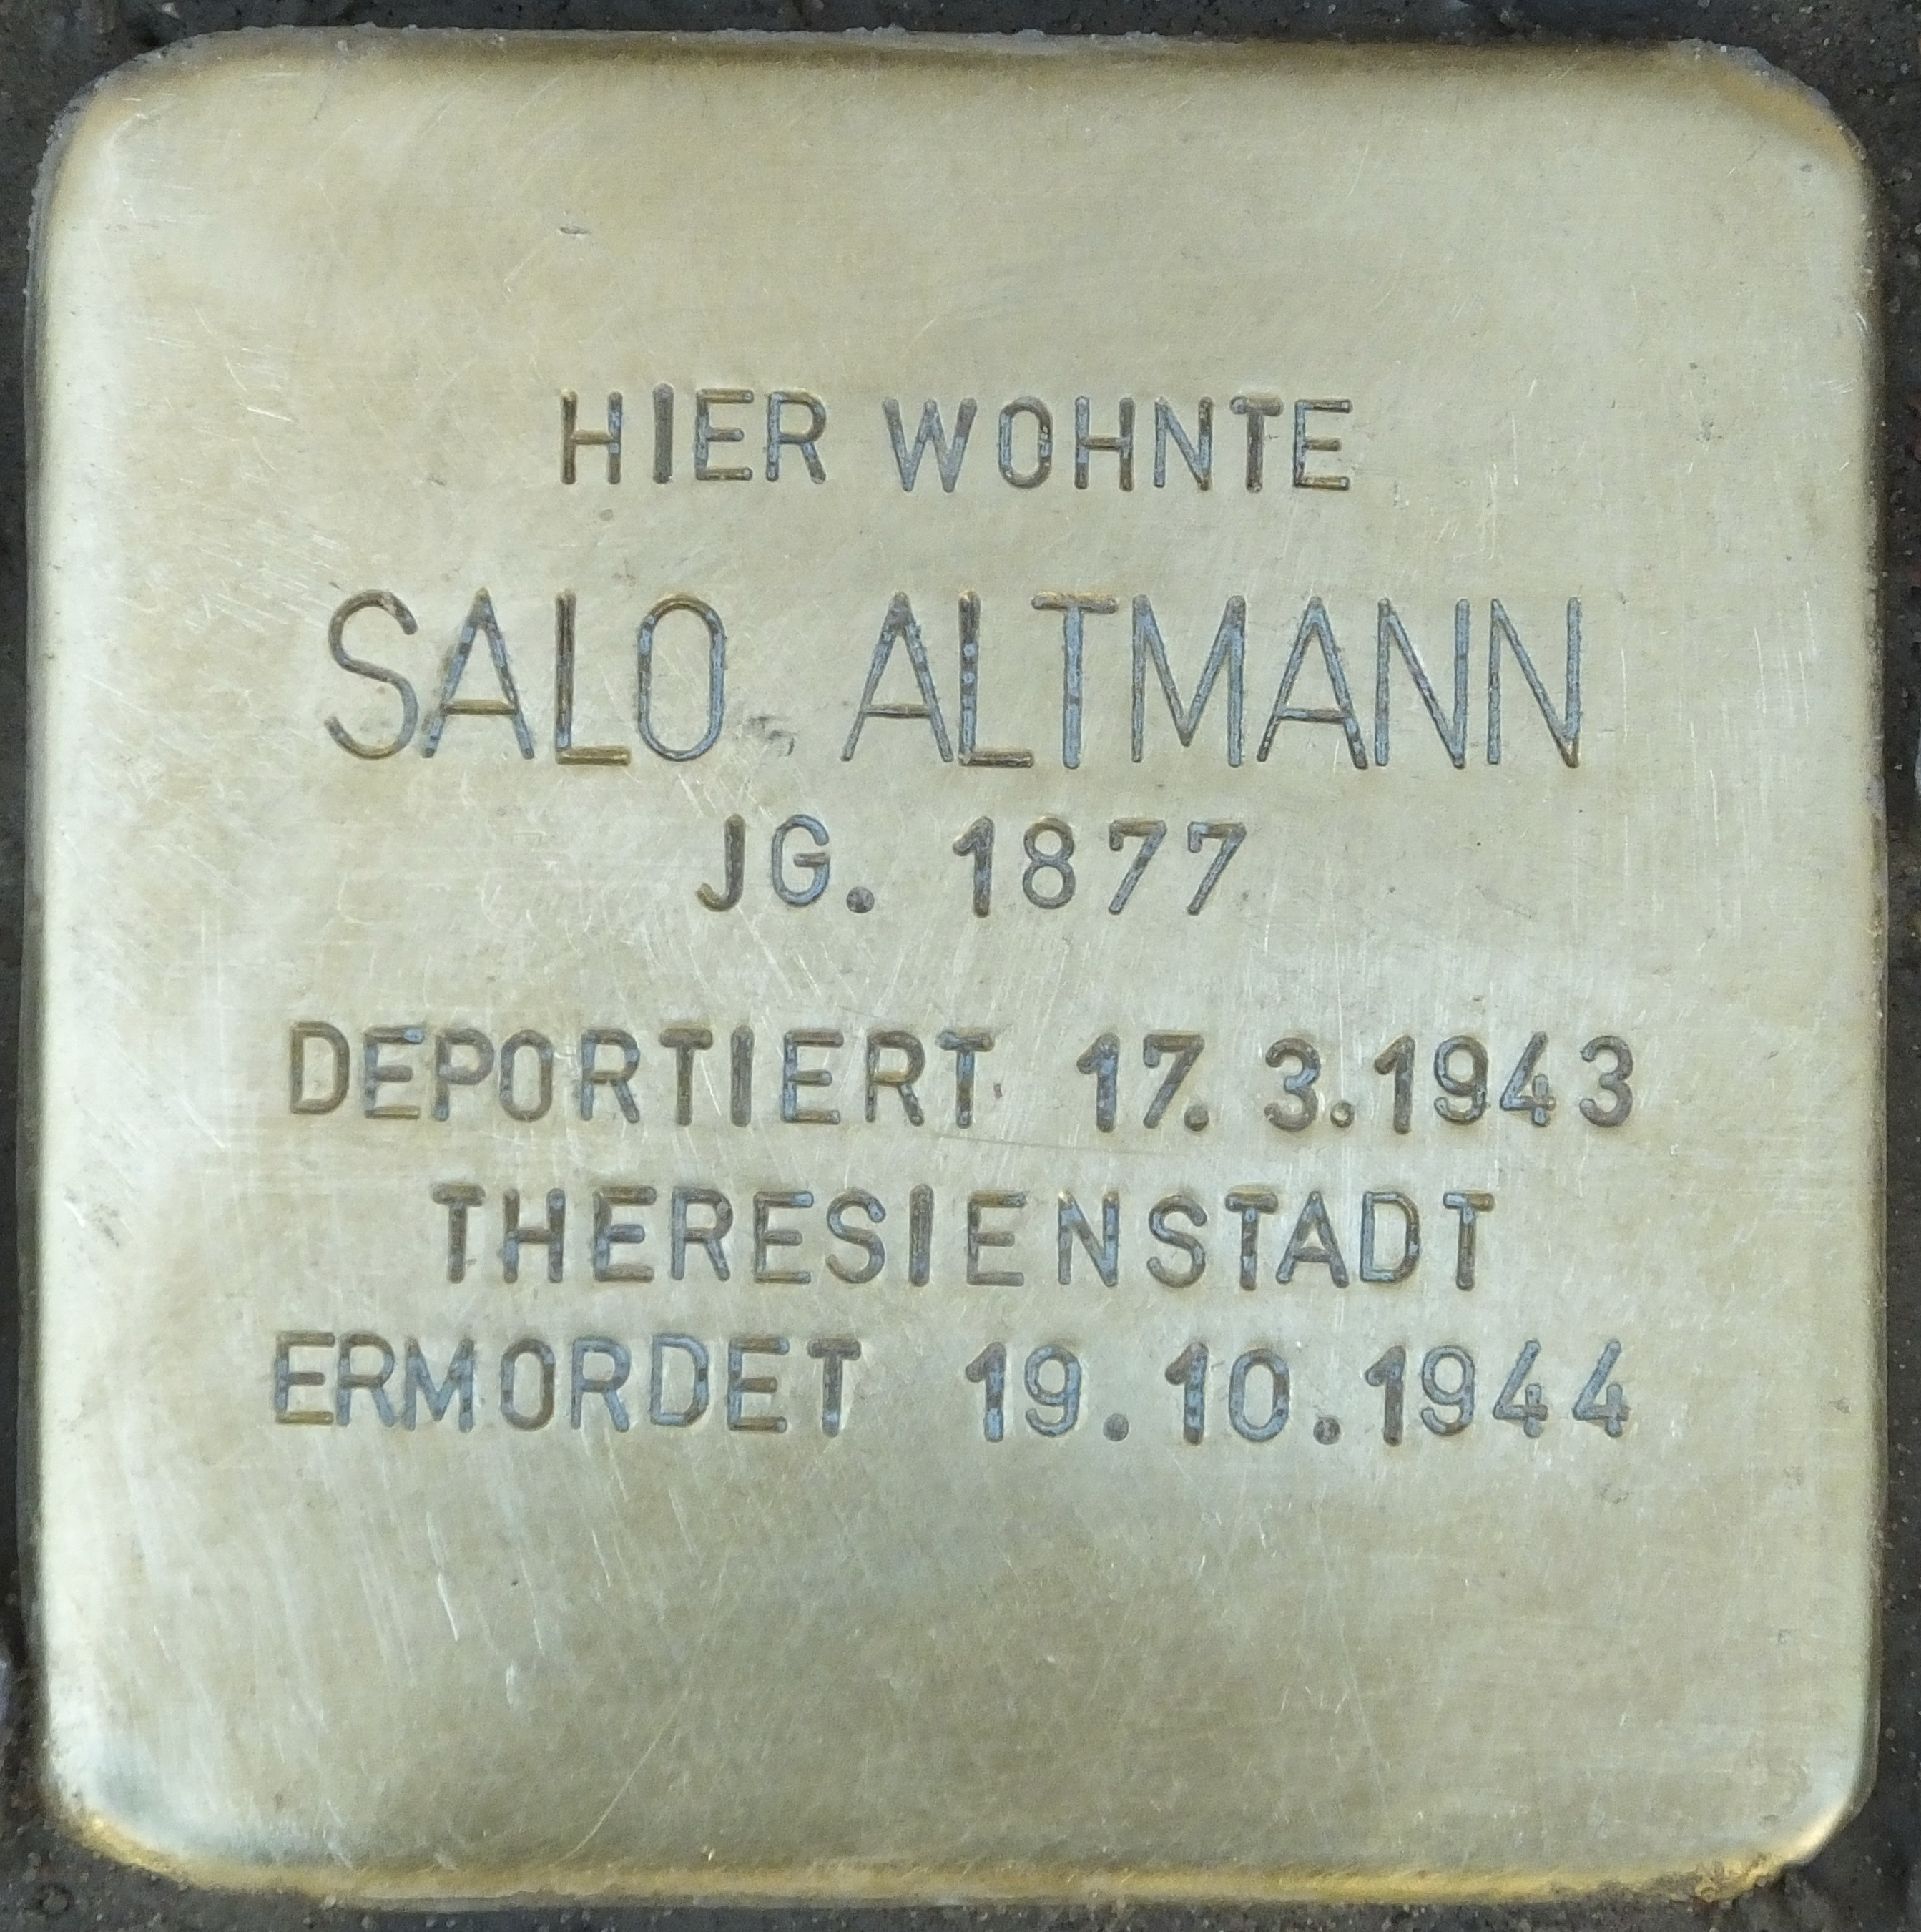 HIER WOHNTE
SALO ALTMANN
JG. 1877
DEPORTIERT 17. 3.1943
THERESIENSTADT
ERMORDET 19.10.1944